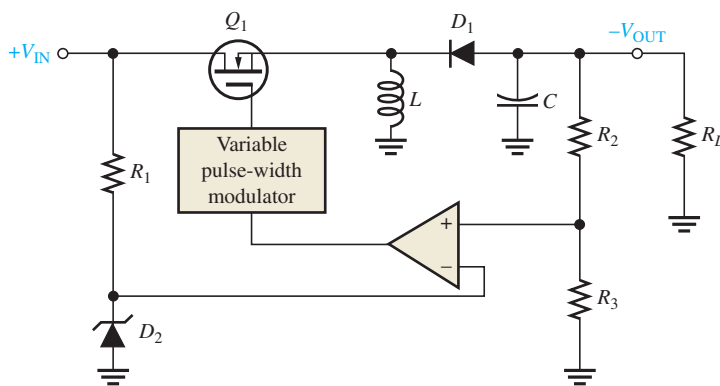 Q1
D1
−VOUT
+VIN
L
C
R2
RL
Variable
pulse-width
modulator
R1
+
−
R3
D2